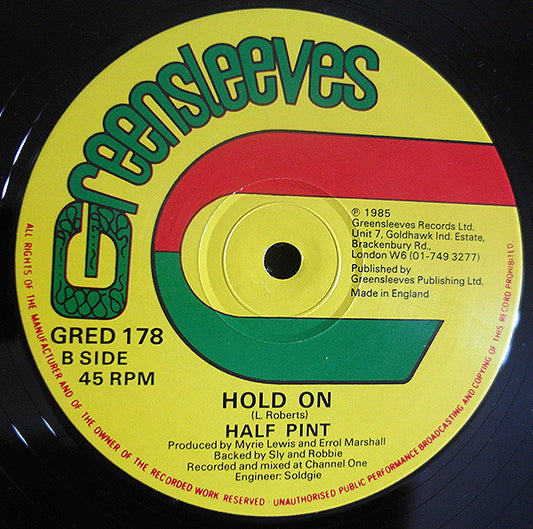 Greensleeves
℗ 1985
Greensleeves Records Ltd.
Unit 7, Goldhawk Ind. Estate,
Brackenbury Rd.,
London W6 (01-749 3277)
Published by
Greensleeves Publishing Ltd.
Made in England
GRED 178
B SIDE
45 RPM
HOLD ON
(L. Roberts)
HALF PINT
Produced by Myrie Lewis and Errol Marshall
Backed by Sly and Robbie
Recorded and mixed at Channel One
Engineer: Soldgie
ALL RIGHTS OF THE MANUFACTURER AND OF THE OWNER OF THE RECORDED WORK RESERVED · UNAUTHORISED PUBLIC PERFORMANCE BROADCASTING AND COPYING OF THIS RECORD PROHIBITED.